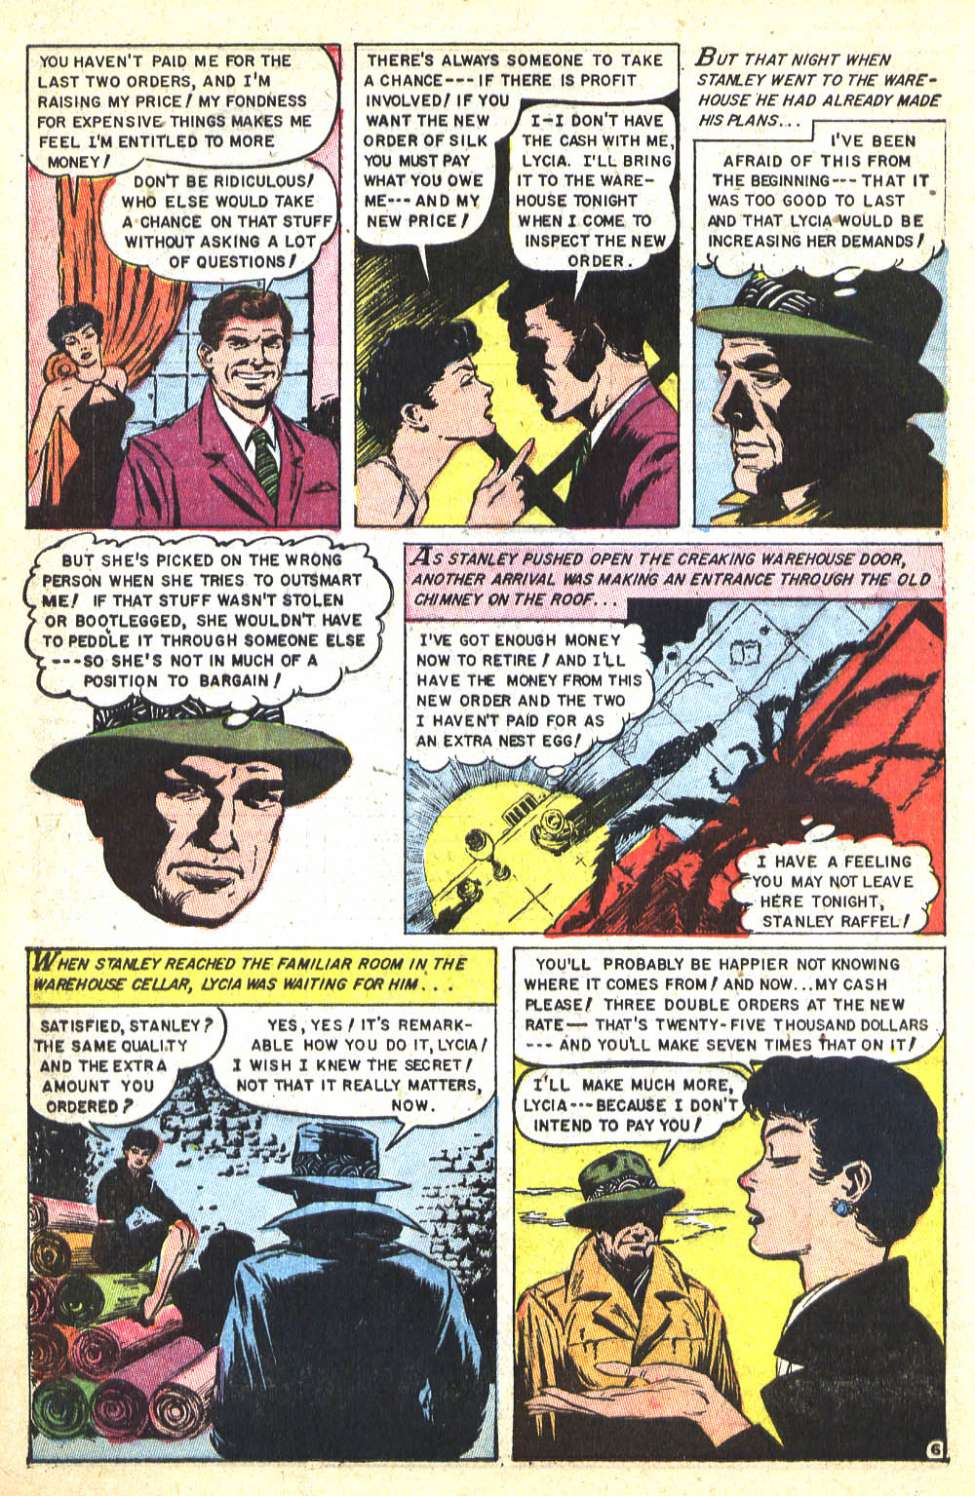 YOU HAVEN'T PAID ME FOR THE
LAST TWO ORDERS, AND I'M
RAISING MY PRICE! MY FONDNESS
FOR EXPENSIVE THINGS MAKES ME
FEEL I'M ENTITLED TO MORE
MONEY!
DON'T BE RIDICULOUS!
WHO ELSE WOULD TAKE
A CHANCE ON THAT STUFF
WITHOUT ASKING A LOT
OF QUESTIONS!
THERE'S ALWAYS SOMEONE TO TAKE
A CHANCE---IF THERE IS PROFIT
INVOLVED! IF YOU
WANT THE NEW
ORDER OF SILK
YOU MUST PAY
WHAT YOU OWE
ME---AND MY
NEW PRICE!
I-I DON'T HAVE
THE CASH WITH ME,
LYCIA. I'LL BRING
IT TO THE WARE-
HOUSE TONIGHT
WHEN I COME TO
INSPECT THE NEW
ORDER.
BUT THAT NIGHT WHEN
STANLEY WENT TO THE WARE-
HOUSE HE HAD ALREADY MADE
HIS PLANS...
I'VE BEEN
AFRAID OF THIS FROM
THE BEGINNING---THAT IT
WAS TOO GOOD TO LAST
AND THAT LYCIA WOULD BE
INCREASING HER DEMANDS!
BUT SHE'S PICKED ON THE WRONG
PERSON WHEN SHE TRIES TO OUTSMART
ME! IF THAT STUFF WASN'T STOLEN
OR BOOTLEGGED, SHE WOULDN'T HAVE
TO PEDDLE IT THROUGH SOMEONE ELSE
---SO SHE'S NOT IN MUCH OF A
POSITION TO BARGAIN!
AS STANLEY PUSHED OPEN THE CREAKING WAREHOUSE DOOR,
ANOTHER ARRIVAL WAS MAKING AN ENTRANCE THROUGH THE OLD
CHIMNEY ON THE ROOF...
I'VE GOT ENOUGH MONEY
NOW TO RETIRE! AND I'LL
HAVE THE MONEY FROM THIS
NEW ORDER AND THE TWO
I HAVEN'T PAID FOR AS
AN EXTRA NEST EGG!
I HAVE A FEELING
YOU MAY NOT LEAVE
HERE TONIGHT,
STANLEY RAFFEL!
WHEN STANLEY REACHED THE FAMILIAR ROOM IN THE
WAREHOUSE CELLAR, LYCIA WAS WAITING FOR HIM...
SATISFIED, STANLEY?
THE SAME QUALITY
AND THE EXTRA
AMOUNT YOU
ORDERED?
YES, YES! IT'S REMARK-
ABLE HOW YOU DO IT, LYCIA!
I WISH I KNEW THE SECRET!
NOT THAT IT REALLY MATTERS,
NOW.
YOU'LL PROBABLY BE HAPPIER NOT KNOWING
WHERE IT COMES FROM! AND NOW...MY CASH
PLEASE! THREE DOUBLE ORDERS AT THE NEW
RATE—THAT'S TWENTY-FIVE THOUSAND DOLLARS
---AND YOU'LL MAKE SEVEN TIMES THAT ON IT!
I'LL MAKE MUCH MORE,
LYCIA---BECAUSE I DON'T
INTEND TO PAY YOU!
6